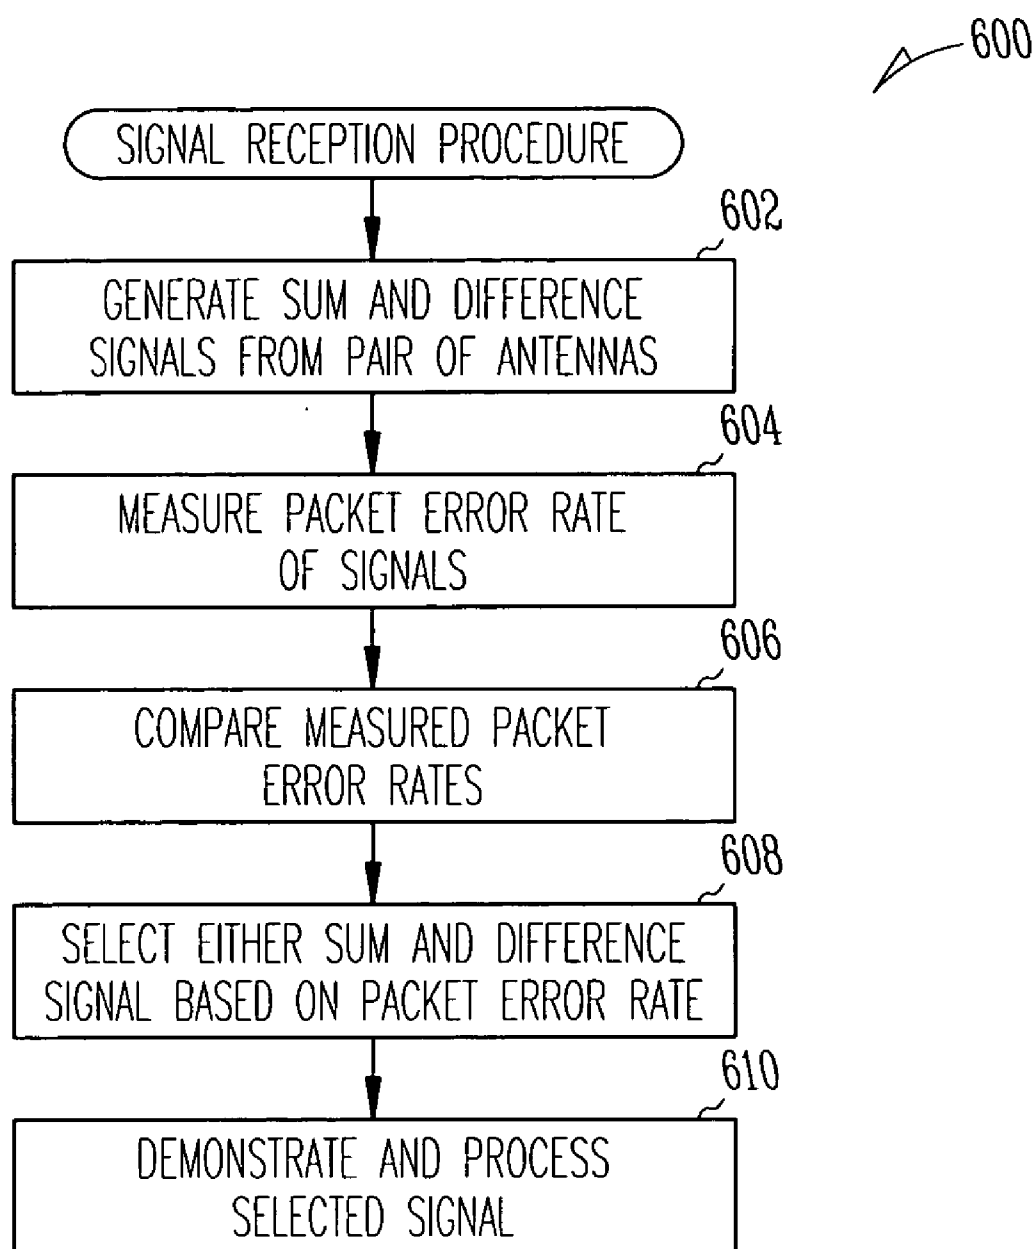 600
SIGNAL RECEPTION PROCEDURE
602
GENERATE SUM AND DIFFERENCE
SIGNALS FROM PAIR OF ANTENNAS
604
MEASURE PACKET ERROR RATE
OF SIGNALS
606
COMPARE MEASURED PACKET
ERROR RATES
608
SELECT EITHER SUM AND DIFFERENCE
SIGNAL BASED ON PACKET ERROR RATE
610
DEMONSTRATE AND PROCESS
SELECTED SIGNAL